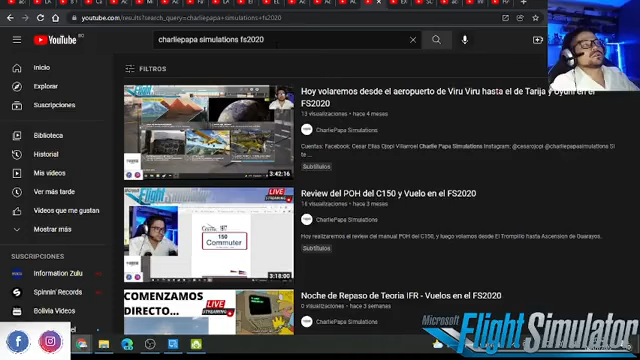 youtube.com/results?search_query=charliepapa+simulations+fs2020
YouTube BO
charliepapa simulations fs2020
FILTROS
Inicio
Explorar
Suscripciones
Biblioteca
Historial
Mis videos
Ver más tarde
Videos que me gustan
Mostrar más
SUSCRIPCIONES
Information Zulu
Spinnin' Records
Bolivia Videos
Hoy volaremos desde el aeropuerto de Viru Viru hasta el de Tarija y Uyuni en el
FS2020
13 visualizaciones • hace 4 meses
CharliePapa Simulations
Cuentas: Facebook: Cesar Elias Ojopi Villarroel Charlie Papa Simulations Instagram: @cesarojopi @charliepapasimulations Si
te ...
Subtítulos
3:42:16
Review del POH del C150 y Vuelo en el FS2020
16 visualizaciones • hace 3 meses
CharliePapa Simulations
Hoy realizaremos el review del manual POH del C150, y luego volamos desde El Trompillo hasta Ascension de Guarayos.
Subtítulos
Flight Simulator
LIVE
150
Commuter
3:18:00
Noche de Repaso de Teoria IFR - Vuelos en el FS2020
0 visualizaciones • hace 3 semanas
CharliePapa Simulations
COMENZAMOS
DIRECTO...
LIVE
Microsoft
Flight Simulator